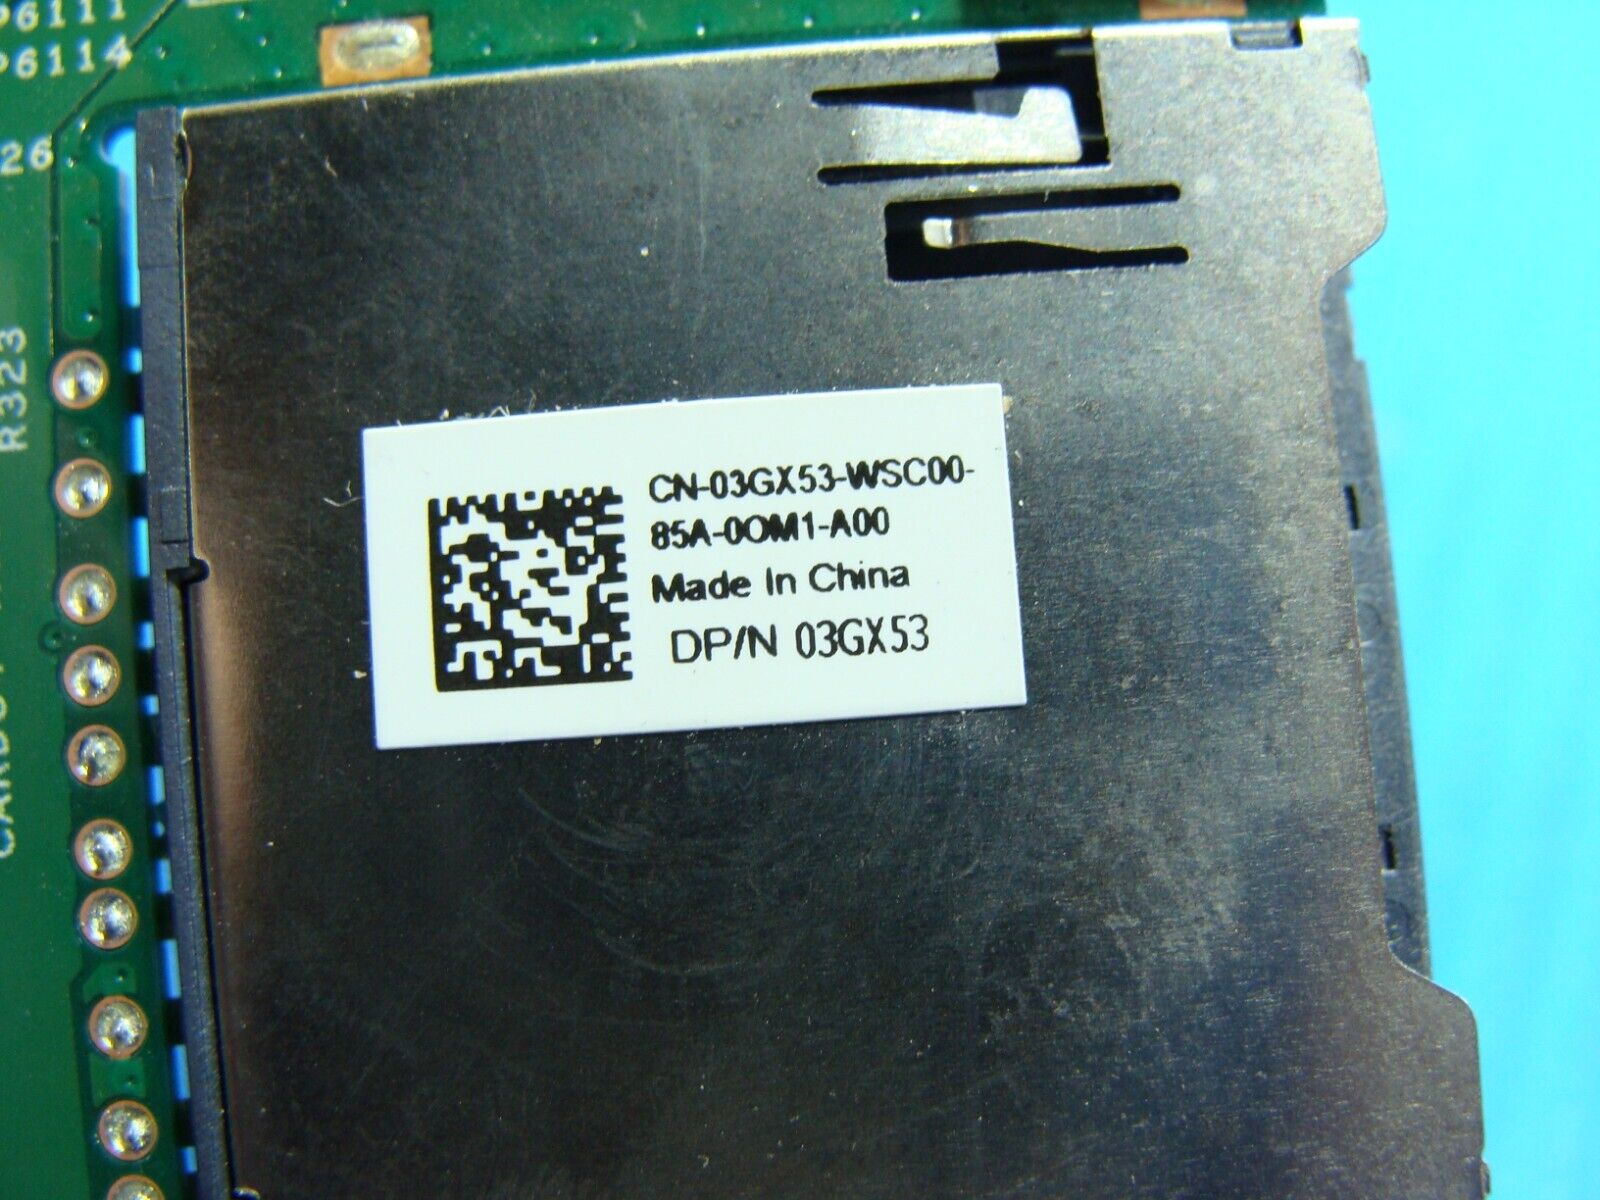 P6111
P6114
26
R323
CN-03GX53-WSC00-
85A-0OM1-A00
Made In China
DP/N 03GX53